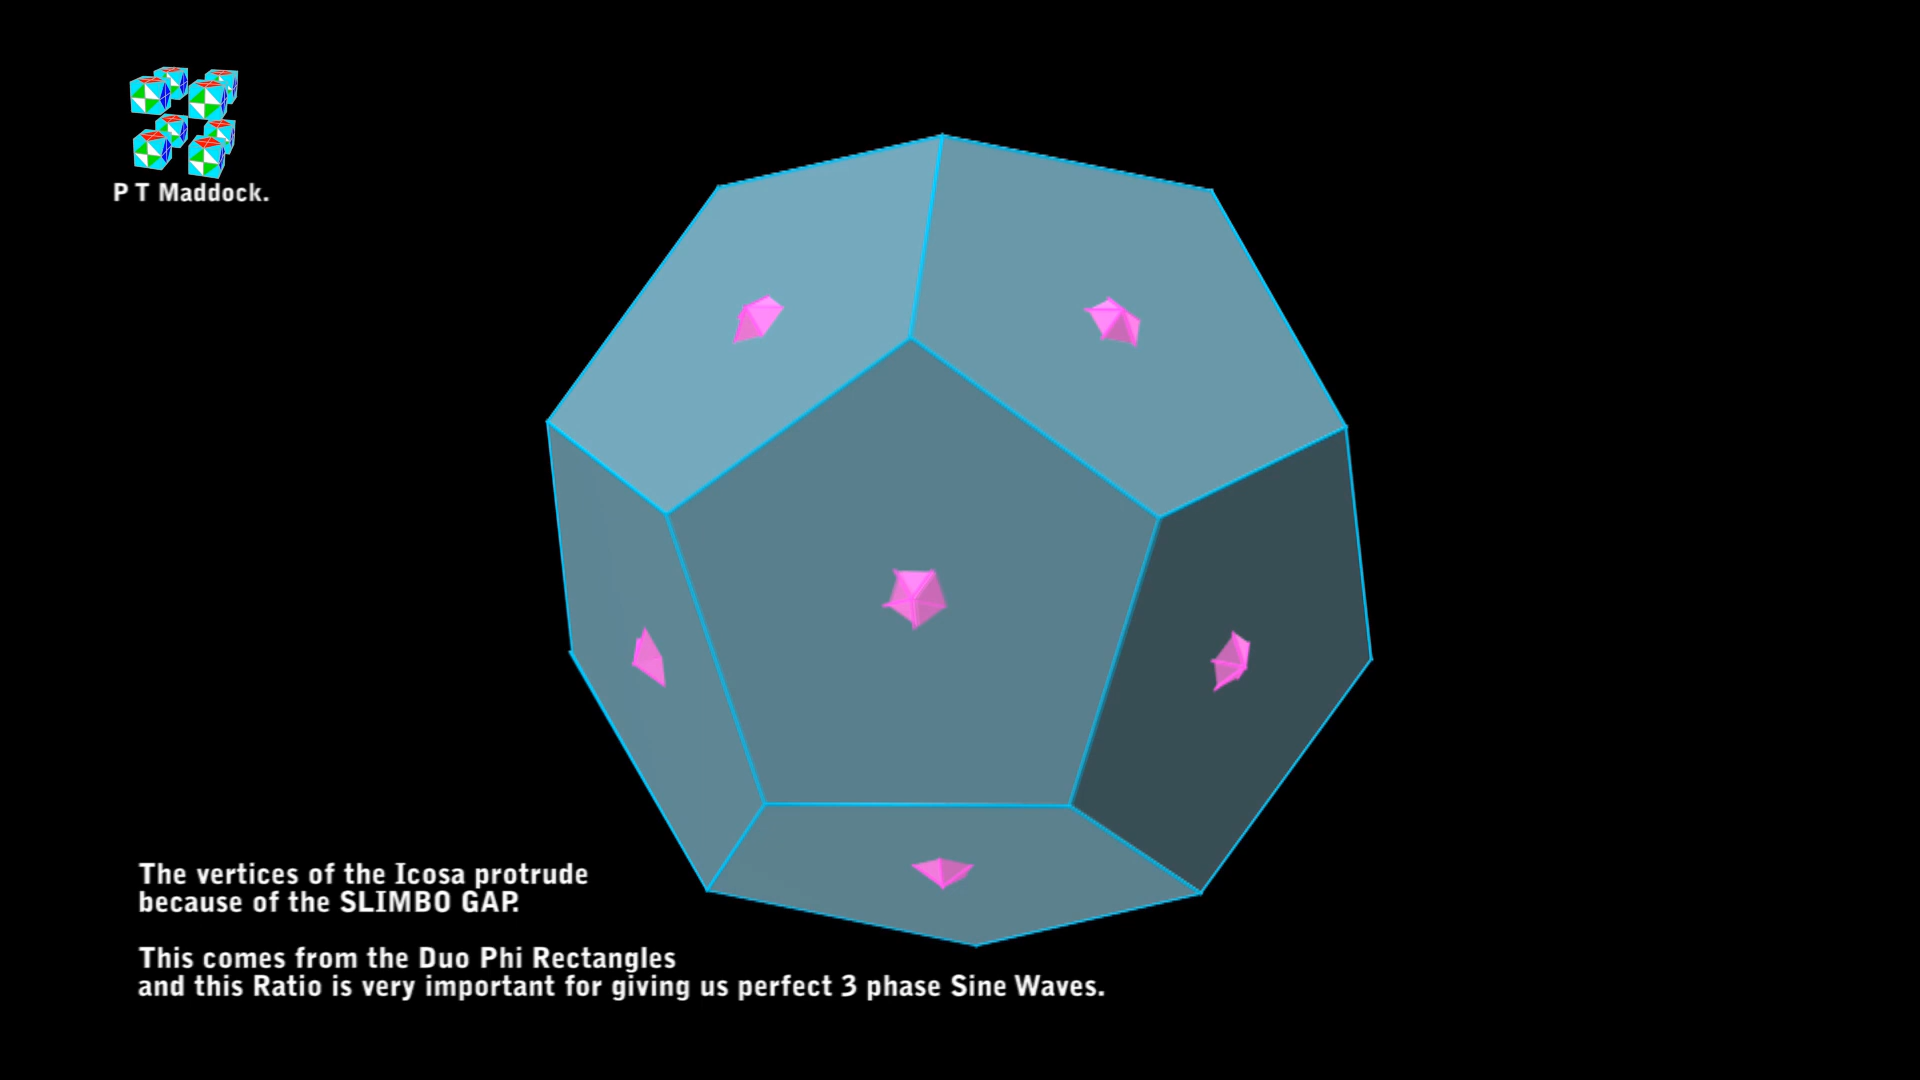 P T Maddock.
The vertices of the Icosa protrude
because of the SLIMBO GAP.
This comes from the Duo Phi Rectangles
and this Ratio is very important for giving us perfect 3 phase Sine Waves.